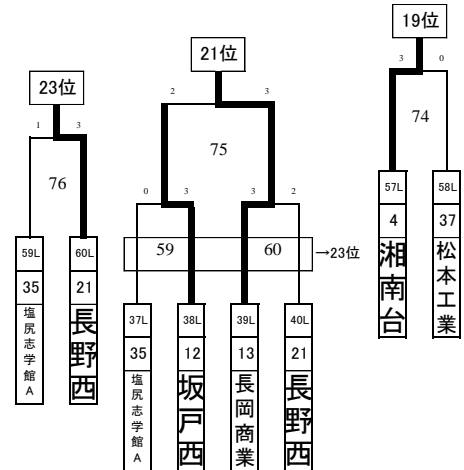 19位
3 0
74
57L 58L
4 37
湘南台 松本工業
21位
2 3
75
0 3 3 2
59 60 →23位
37L 38L 39L 40L
35 12 13 21
塩尻志学館A 坂戸西 長岡商業 長野西
23位
1 3
76
59L 60L
35 21
塩尻志学館A 長野西